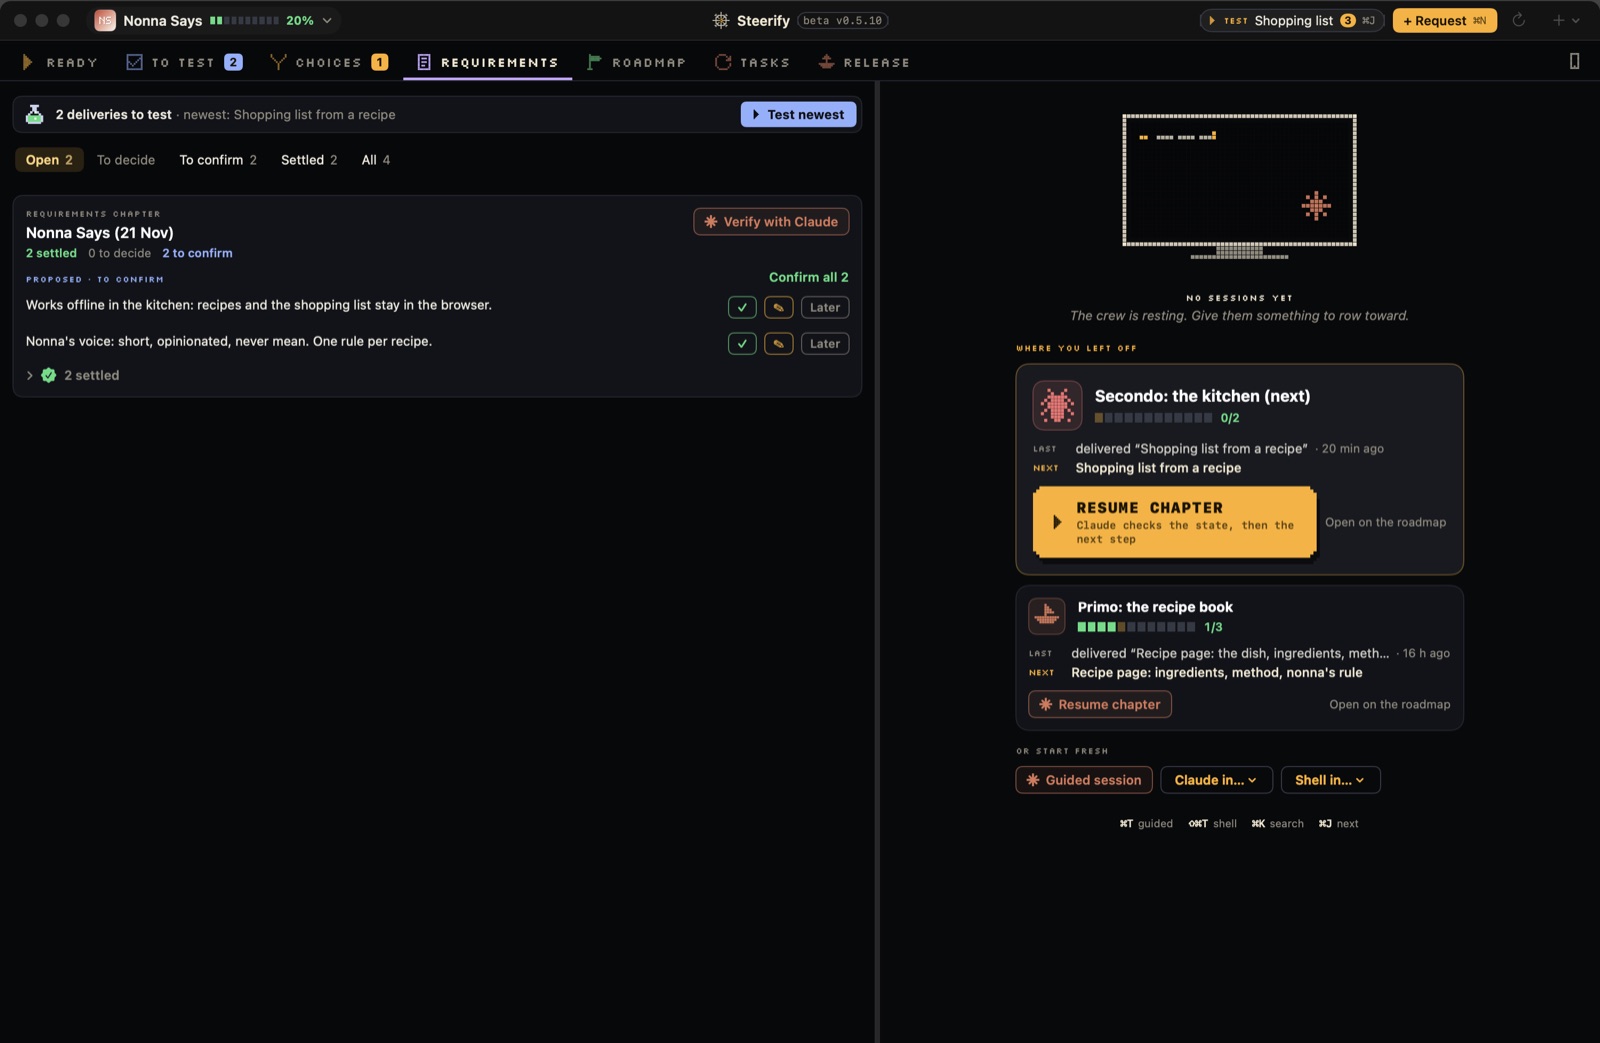 NS Nonna Says 20%
Steerify beta v0.5.10
TEST Shopping list 3 ⌘J
+ Request ⌘N
READY
TO TEST 2
CHOICES 1
REQUIREMENTS
ROADMAP
TASKS
RELEASE
2 deliveries to test · newest: Shopping list from a recipe
Test newest
Open 2 To decide To confirm 2 Settled 2 All 4
REQUIREMENTS CHAPTER
Nonna Says (21 Nov)
Verify with Claude
2 settled 0 to decide 2 to confirm
PROPOSED · TO CONFIRM
Confirm all 2
Works offline in the kitchen: recipes and the shopping list stay in the browser.
Later
Nonna's voice: short, opinionated, never mean. One rule per recipe.
Later
2 settled
NO SESSIONS YET
The crew is resting. Give them something to row toward.
WHERE YOU LEFT OFF
Secondo: the kitchen (next)
0/2
LAST delivered “Shopping list from a recipe” · 20 min ago
NEXT Shopping list from a recipe
RESUME CHAPTER
Claude checks the state, then the
next step
Open on the roadmap
Primo: the recipe book
1/3
LAST delivered “Recipe page: the dish, ingredients, meth... · 16 h ago
NEXT Recipe page: ingredients, method, nonna's rule
Resume chapter
Open on the roadmap
OR START FRESH
Guided session
Claude in...
Shell in...
⌘T guided ⇧⌘T shell ⌘K search ⌘J next